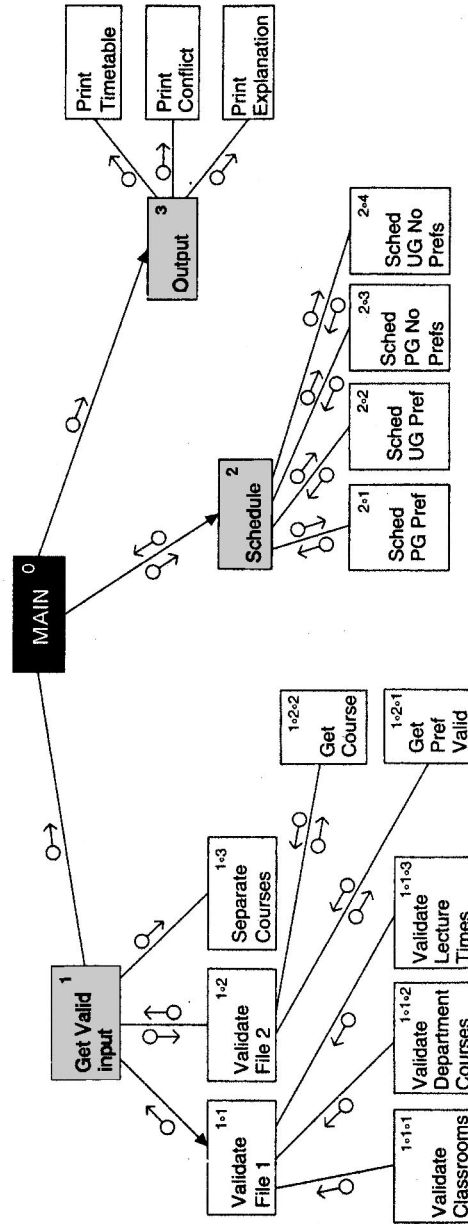 MAIN
0
1
Get Valid
input
2
Schedule
3
Output
1∘1
Validate
File 1
1∘2
Validate
File 2
1∘3
Separate
Courses
1∘1∘1
Validate
Classrooms
1∘1∘2
Validate
Department
Courses
1∘1∘3
Validate
Lecture
Times
1∘2∘2
Get
Course
1∘2∘1
Get
Pref
Valid
2∘1
Sched
PG Pref
2∘2
Sched
UG Pref
2∘3
Sched
PG No
Prefs
2∘4
Sched
UG No
Prefs
Print
Timetable
Print
Conflict
Print
Explanation